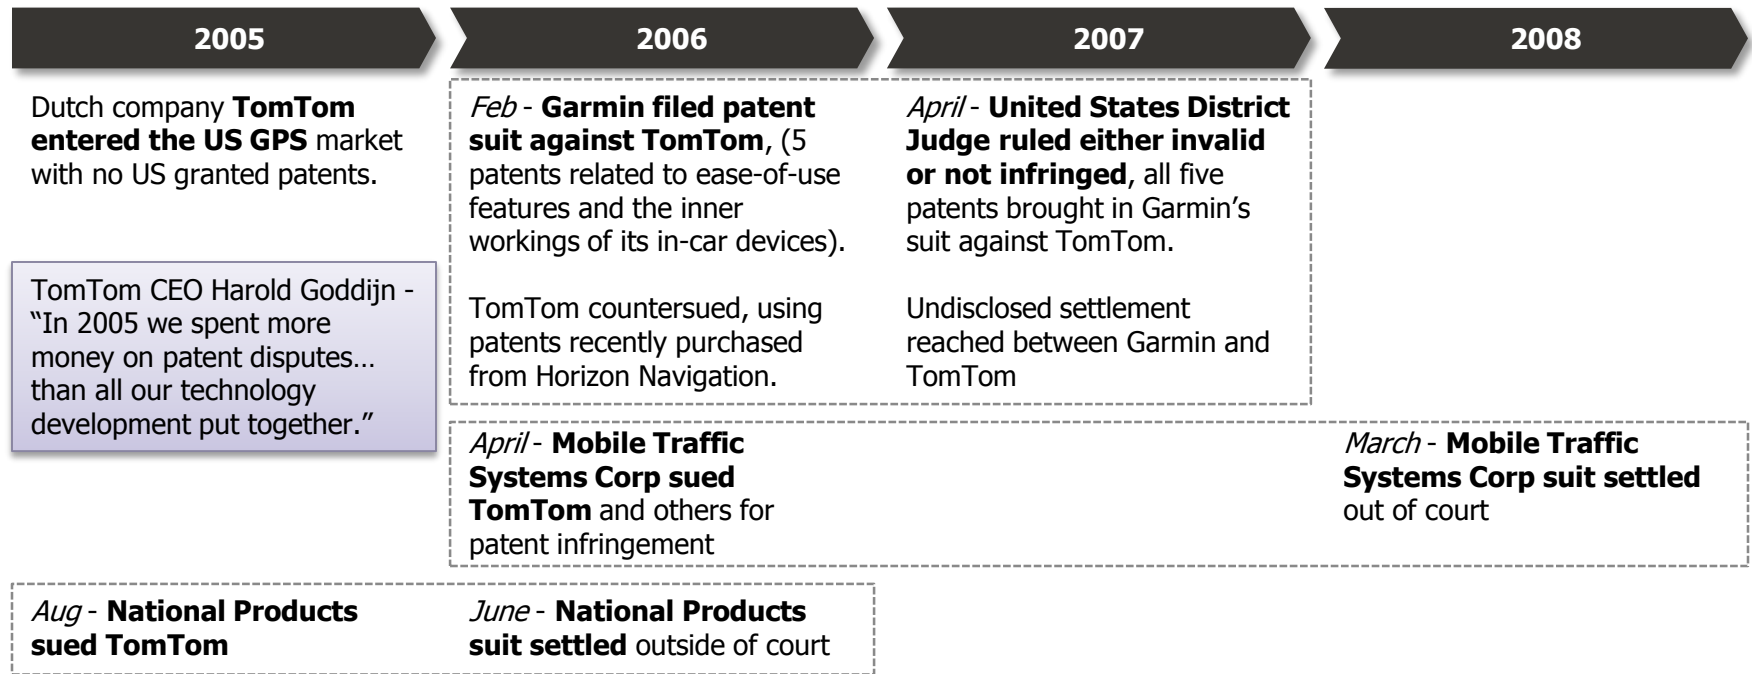 2005
2006
2007
2008
Dutch company TomTom
entered the US GPS market
with no US granted patents.
TomTom CEO Harold Goddijn -
“In 2005 we spent more
money on patent disputes…
than all our technology
development put together.”
Feb - Garmin filed patent
suit against TomTom, (5
patents related to ease-of-use
features and the inner
workings of its in-car devices).
TomTom countersued, using
patents recently purchased
from Horizon Navigation.
April - United States District
Judge ruled either invalid
or not infringed, all five
patents brought in Garmin’s
suit against TomTom.
Undisclosed settlement
reached between Garmin and
TomTom
April - Mobile Traffic
Systems Corp sued
TomTom and others for
patent infringement
March - Mobile Traffic
Systems Corp suit settled
out of court
Aug - National Products
sued TomTom
June - National Products
suit settled outside of court